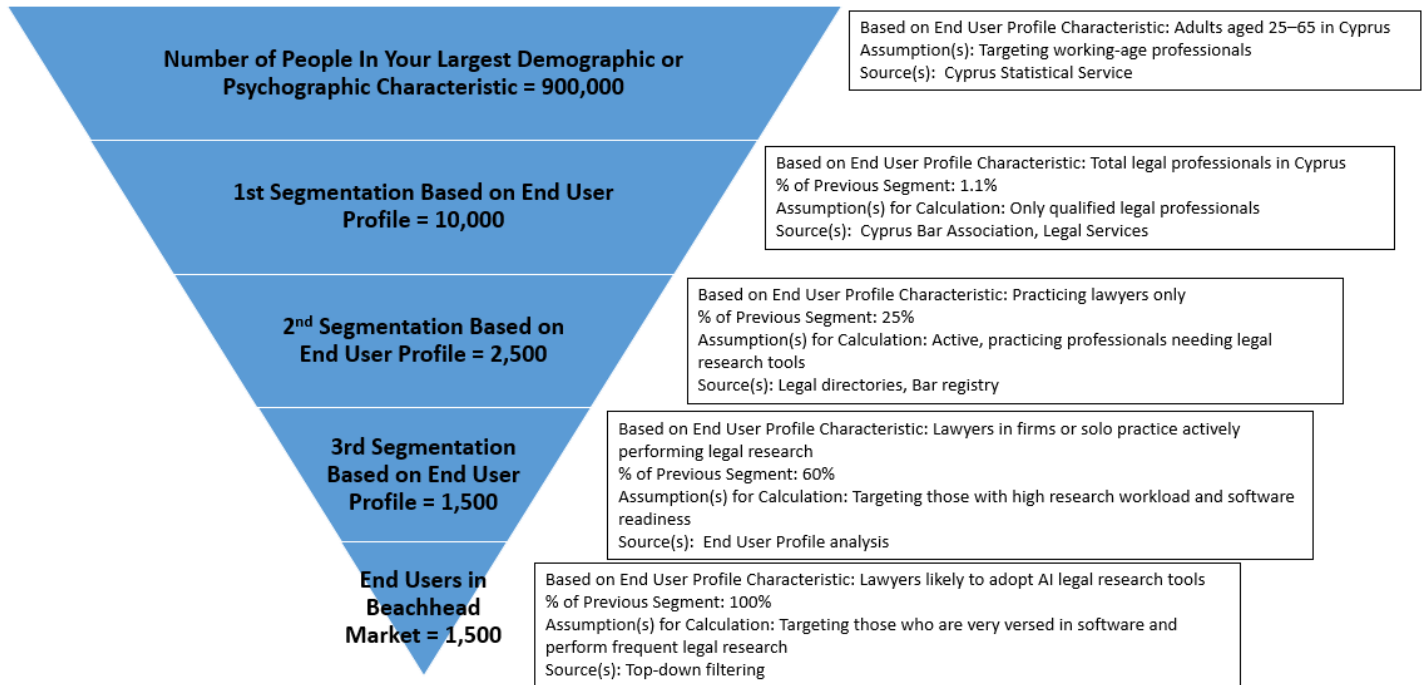 Number of People In Your Largest Demographic or
Psychographic Characteristic = 900,000
Based on End User Profile Characteristic: Adults aged 25–65 in Cyprus
Assumption(s): Targeting working-age professionals
Source(s):  Cyprus Statistical Service
1st Segmentation Based on End User
Profile = 10,000
Based on End User Profile Characteristic: Total legal professionals in Cyprus
% of Previous Segment: 1.1%
Assumption(s) for Calculation: Only qualified legal professionals
Source(s):  Cyprus Bar Association, Legal Services
2nd Segmentation Based on
End User Profile = 2,500
Based on End User Profile Characteristic: Practicing lawyers only
% of Previous Segment: 25%
Assumption(s) for Calculation: Active, practicing professionals needing legal
research tools
Source(s): Legal directories, Bar registry
3rd Segmentation
Based on End User
Profile = 1,500
Based on End User Profile Characteristic: Lawyers in firms or solo practice actively
performing legal research
% of Previous Segment: 60%
Assumption(s) for Calculation: Targeting those with high research workload and software
readiness
Source(s):  End User Profile analysis
End Users in
Beachhead
Market = 1,500
Based on End User Profile Characteristic: Lawyers likely to adopt AI legal research tools
% of Previous Segment: 100%
Assumption(s) for Calculation: Targeting those who are very versed in software and
perform frequent legal research
Source(s): Top-down filtering